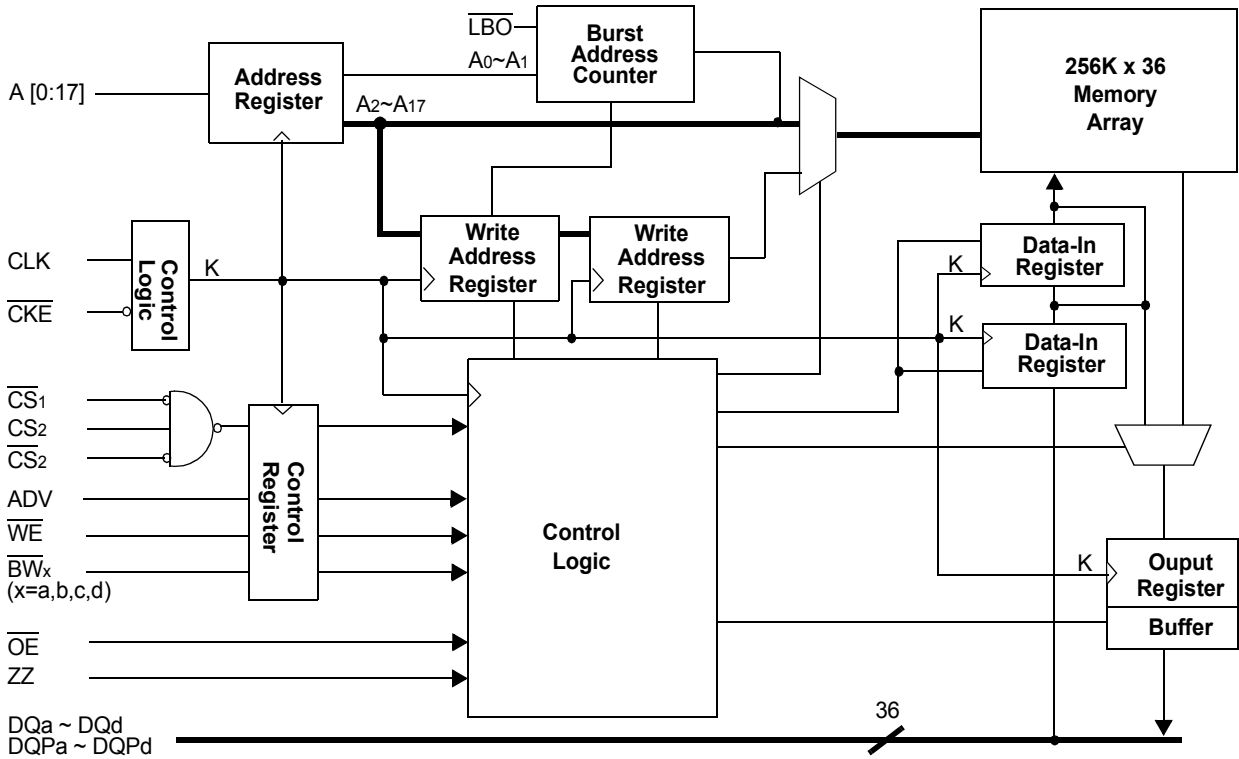 LBO
Burst
Address
Counter
A0~A1
Address
Register
A [0:17]
A2~A17
256K x 36
Memory
Array
Write
Address
Register
Write
Address
Register
Data-In
Register
K
Data-In
Register
K
CLK
CKE
Control
Logic
K
CS1
CS2
CS2
ADV
WE
BWx
(x=a,b,c,d)
OE
ZZ
Control
Register
Control
Logic
K
Ouput
Register
Buffer
DQa ~ DQd
DQPa ~ DQPd
36